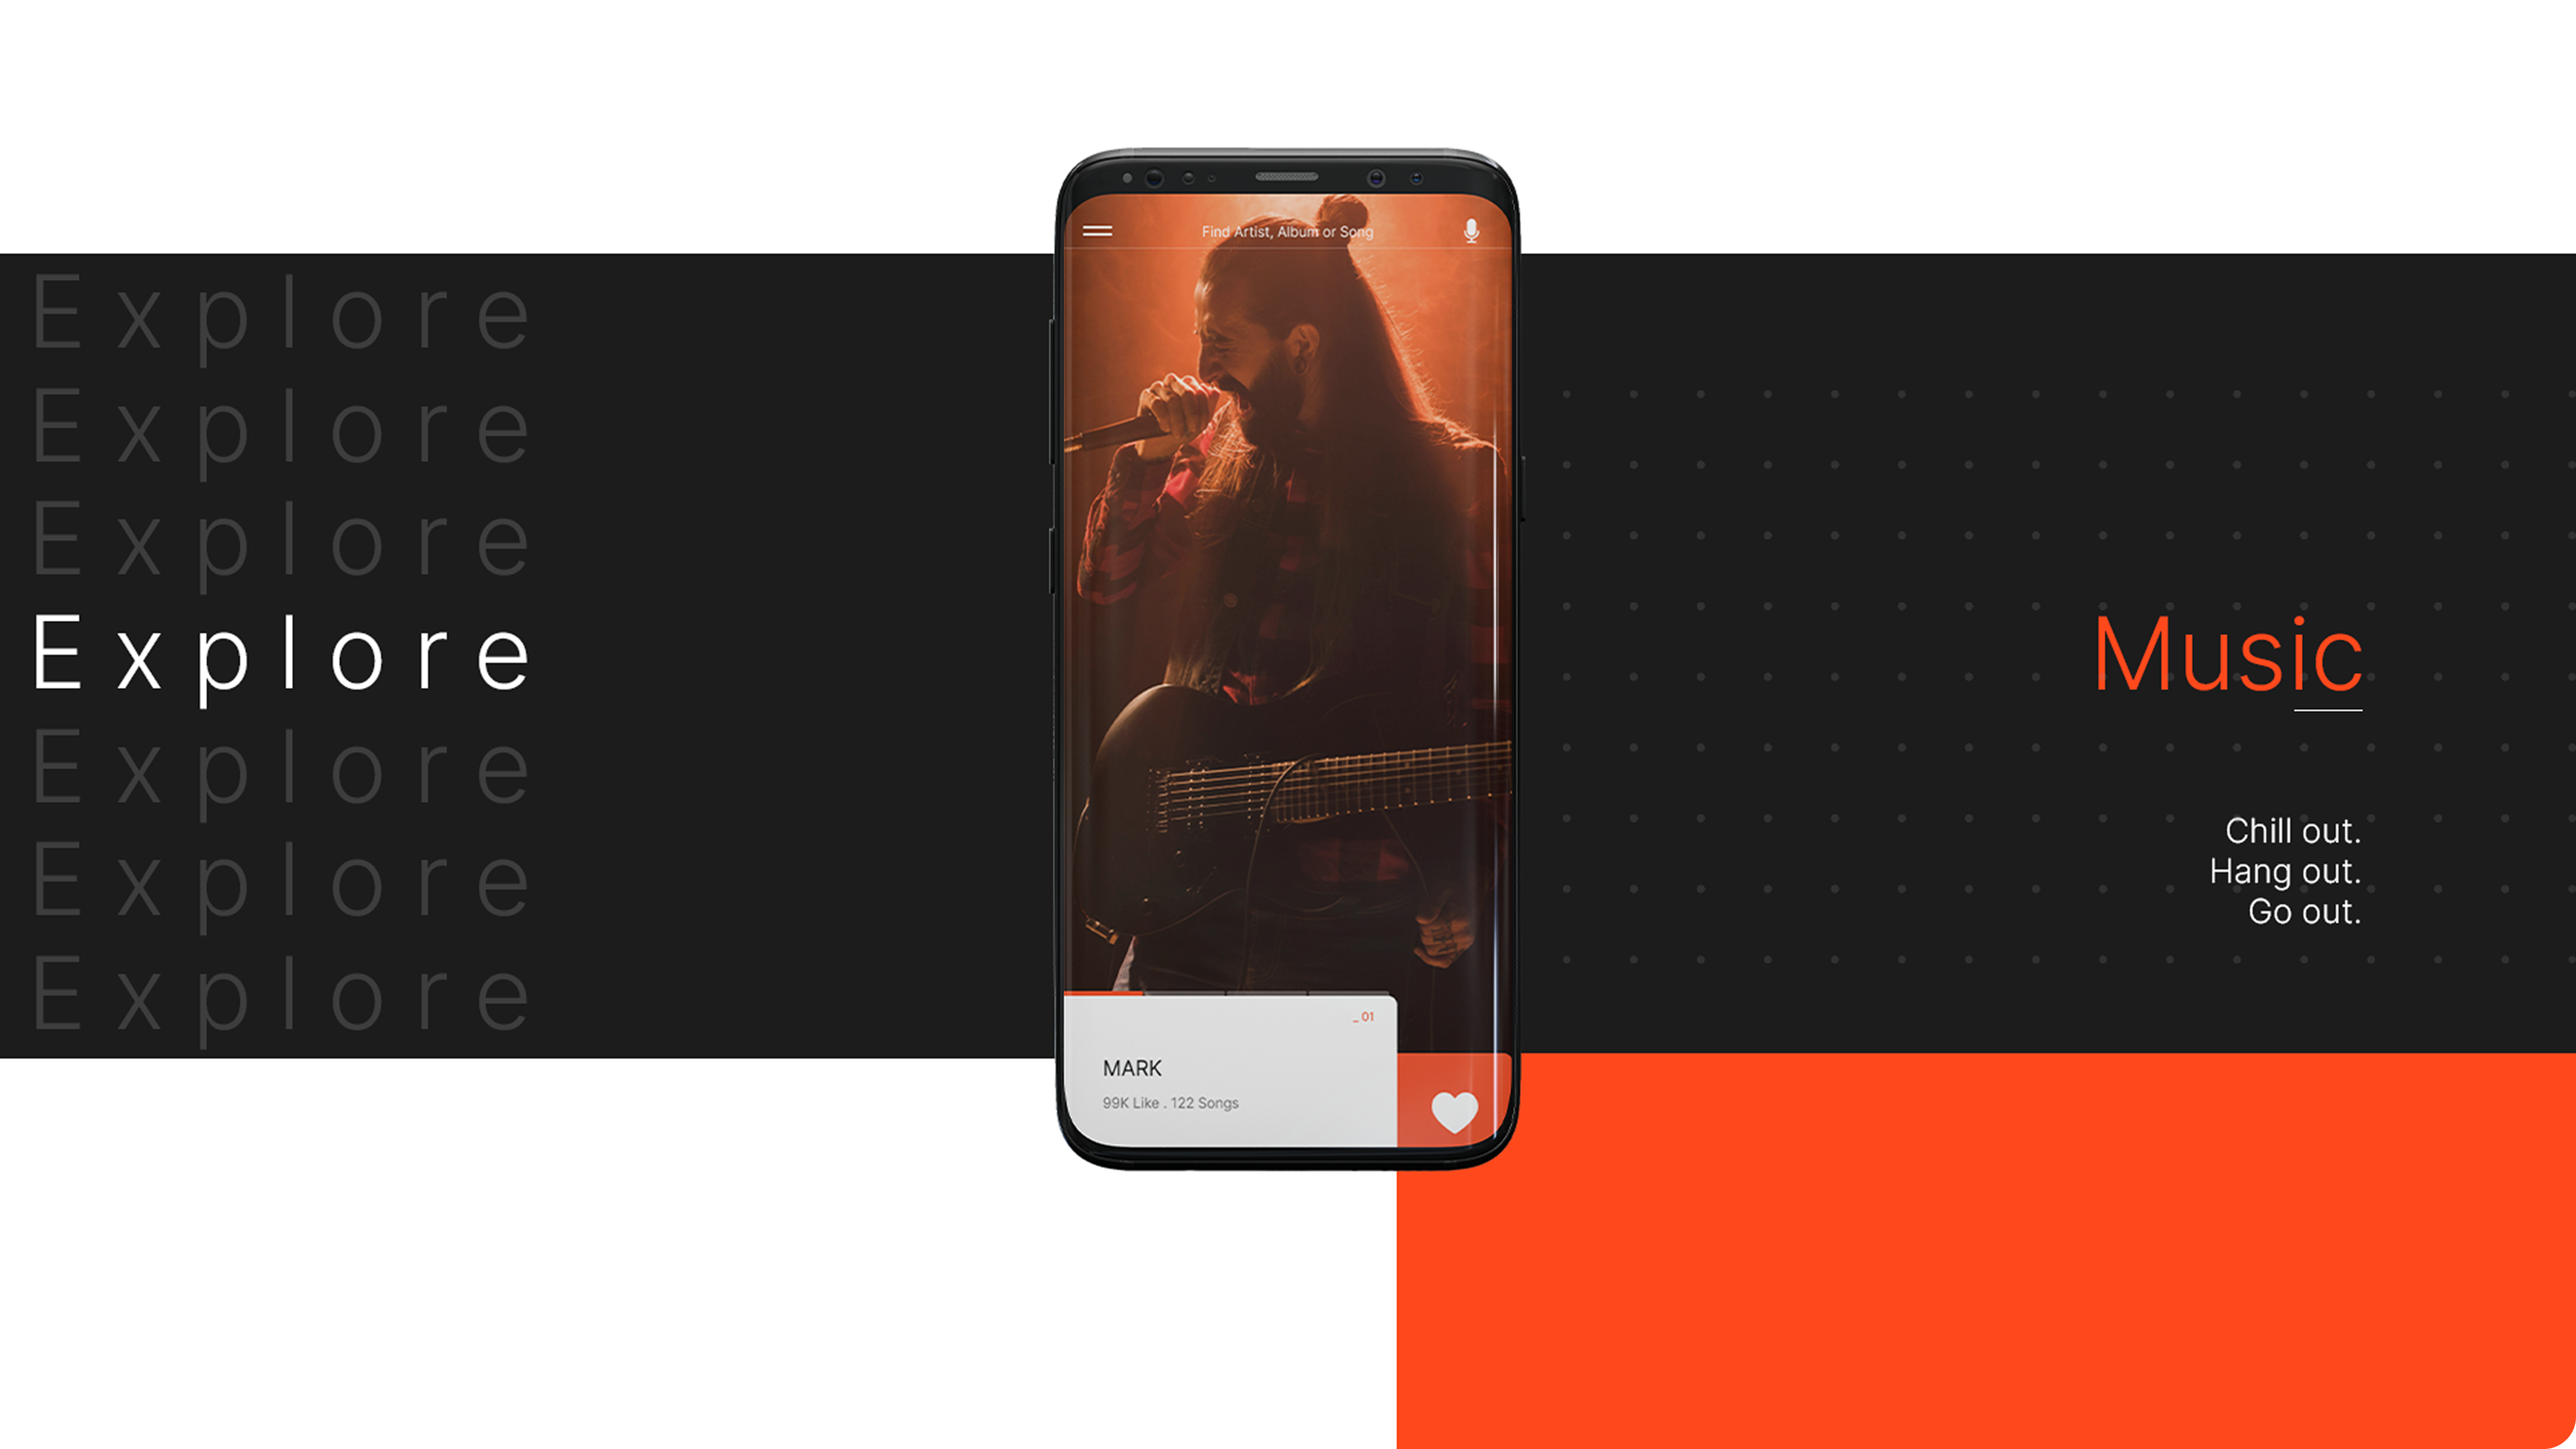 Explore
Explore
Explore
Explore
Explore
Explore
Explore
Find Artist, Album or Song
_ 01
MARK
99K Like . 122 Songs
Music
Chill out.
Hang out.
Go out.